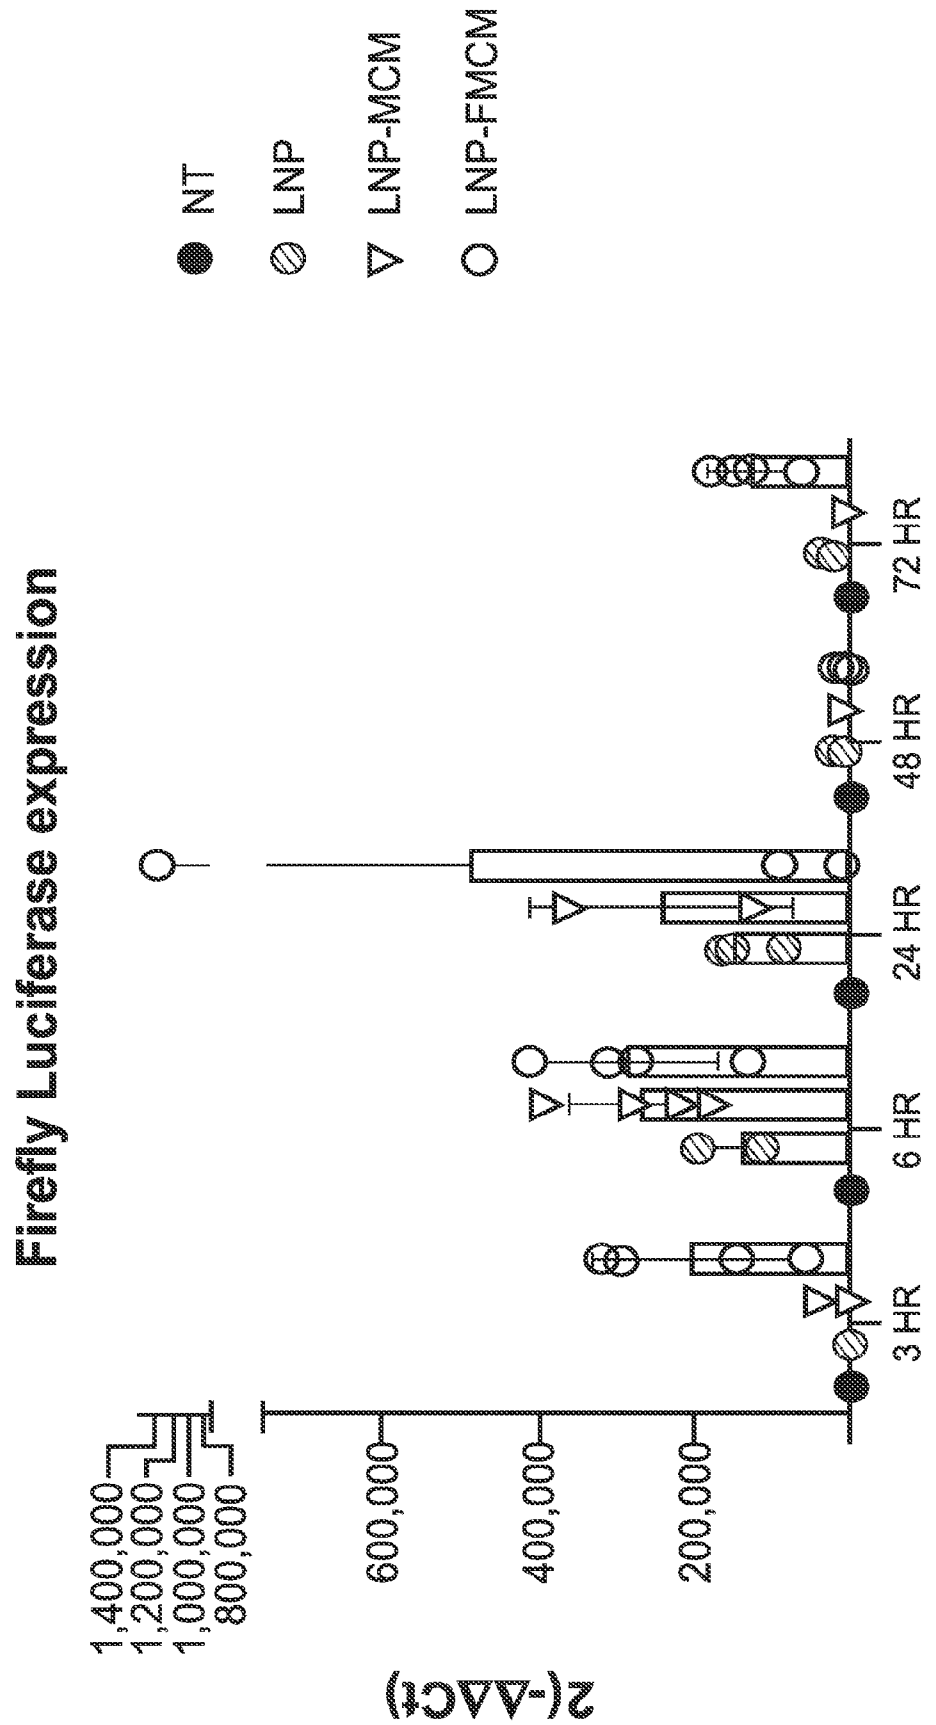 Firefly Luciferase expression
2(-ΔΔCt)
1,400,000
1,200,000
1,000,000
800,000
600,000
400,000
200,000
3 HR
6 HR
24 HR
48 HR
72 HR
NT
LNP
LNP-MCM
LNP-FMCM